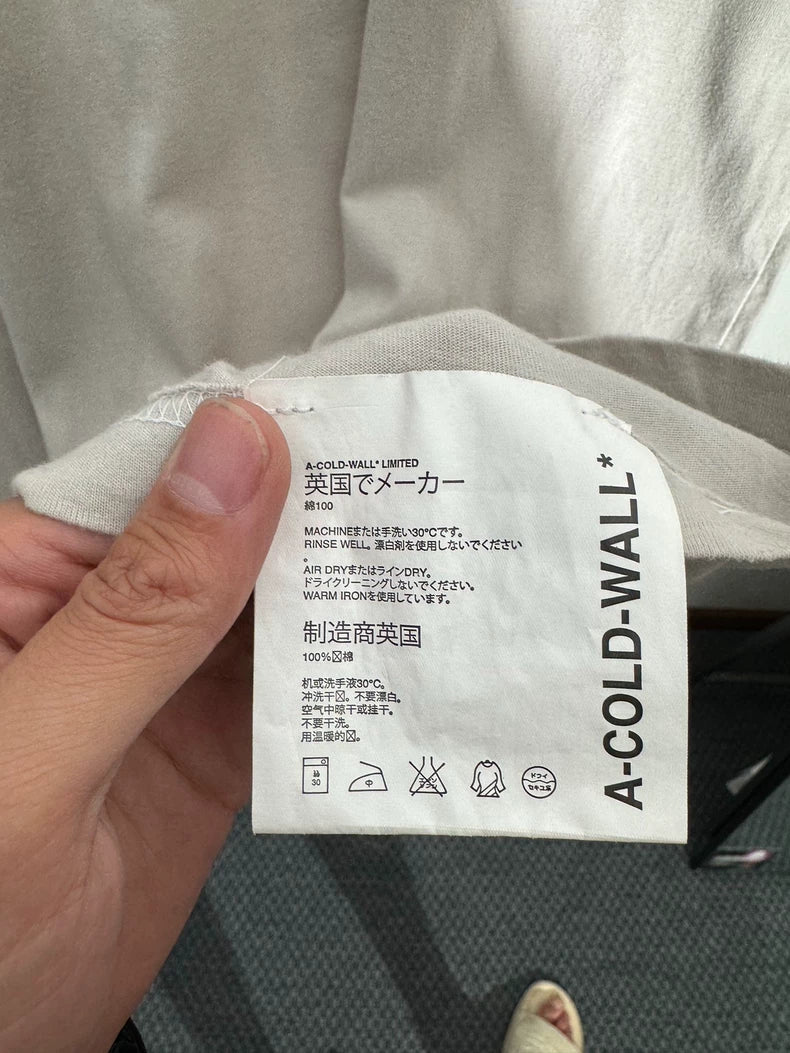 A-COLD-WALL* LIMITED
英国でメーカー
綿100
MACHINEまたは手洗い30°Cです。
RINSE WELL。漂白剤を使用しないでください
。
AIR DRYまたはラインDRY。
ドライクリーニングしないでください。
WARM IRONを使用しています。
制造商英国
100%☒棉
机或洗手液30°C。
冲洗干☒。不要漂白。
空气中晾干或挂干。
不要干洗。
用温暖的☒。
30
中
ドライ
セキユ系
A-COLD-WALL*